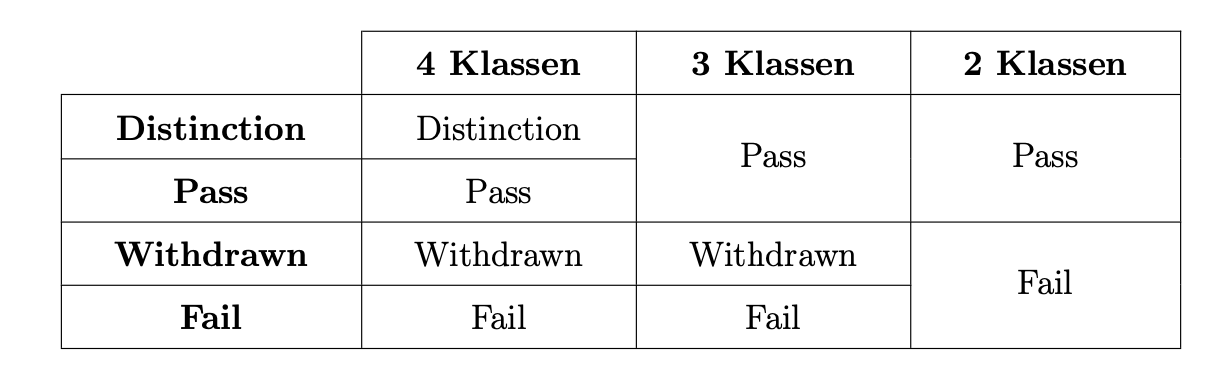 4 Klassen 3 Klassen 2 Klassen
Distinction Distinction
Pass Pass
Pass Pass
Withdrawn Withdrawn Withdrawn
Fail
Fail Fail Fail